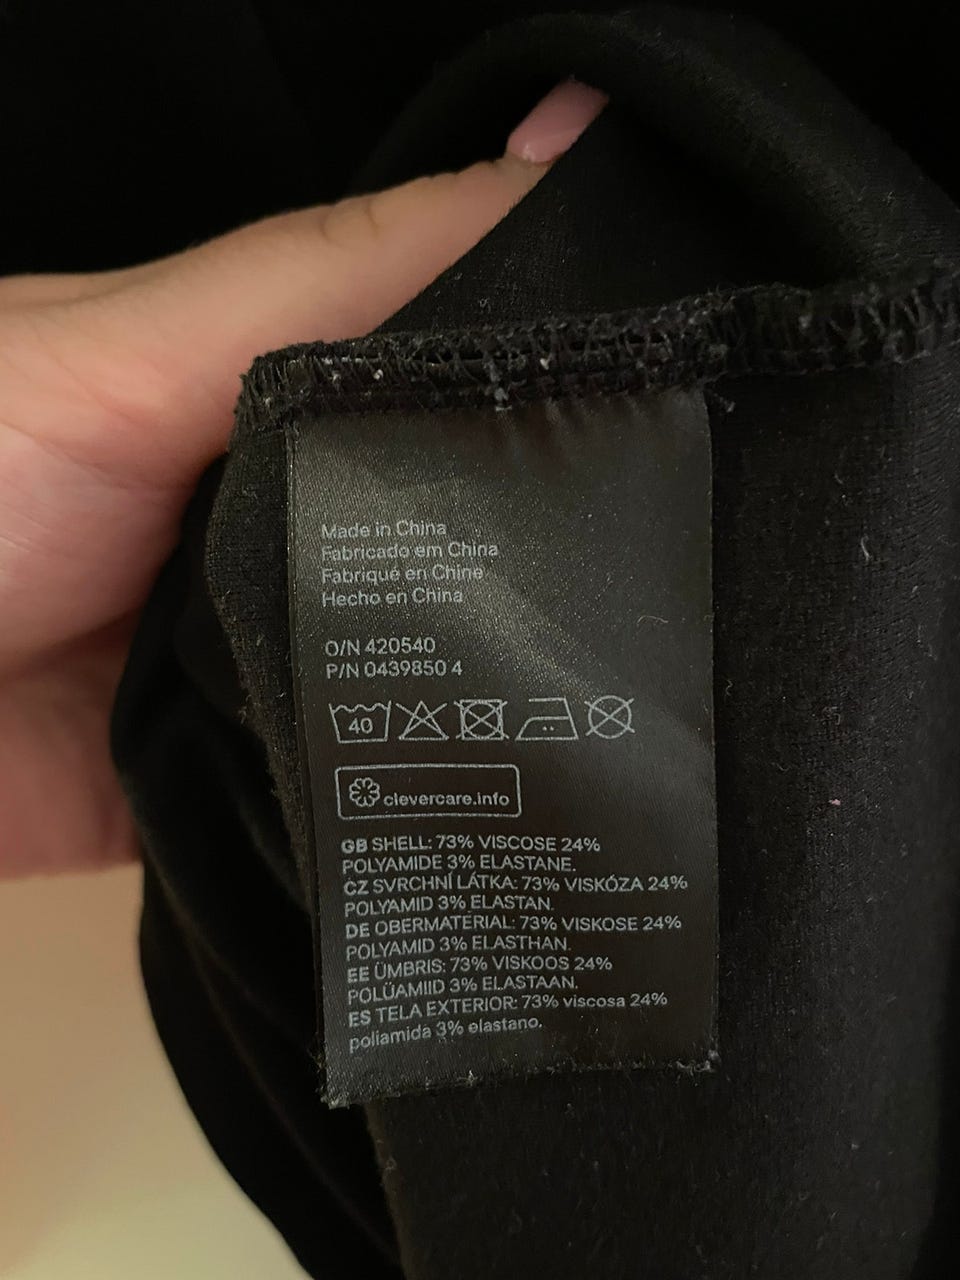 Made in China
Fabricado em China
Fabriqué en Chine
Hecho en China
O/N 420540
P/N 0439850 4
40
clevercare.info
GB SHELL: 73% VISCOSE 24%
POLYAMIDE 3% ELASTANE.
CZ SVRCHNÍ LÁTKA: 73% VISKÓZA 24%
POLYAMID 3% ELASTAN.
DE OBERMATERIAL: 73% VISKOSE 24%
POLYAMID 3% ELASTHAN.
EE ÜMBRIS: 73% VISKOOS 24%
POLÜAMIID 3% ELASTAAN.
ES TELA EXTERIOR: 73% viscosa 24%
poliamida 3% elastano.